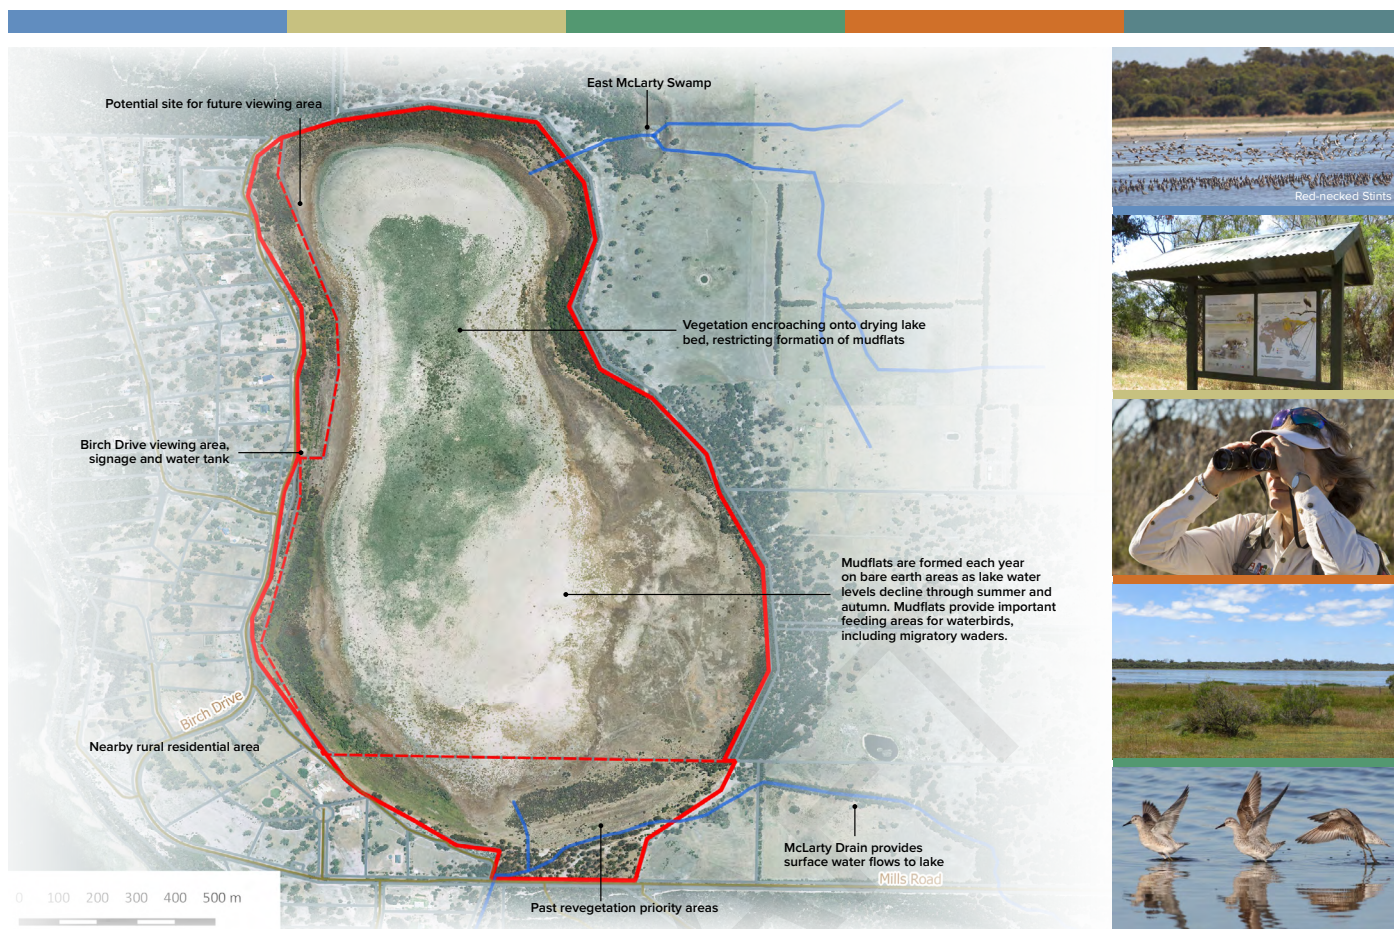 East McLarty Swamp
Potential site for future viewing area
Red-necked Stints
Vegetation encroaching onto drying lake
bed, restricting formation of mudflats
Birch Drive viewing area,
signage and water tank
Mudflats are formed each year
on bare earth areas as lake water
levels decline through summer and
autumn. Mudflats provide important
feeding areas for waterbirds,
including migratory waders.
Birch Drive
Nearby rural residential area
McLarty Drain provides
surface water flows to lake
Mills Road
0 100 200 300 400 500 m
Past revegetation priority areas